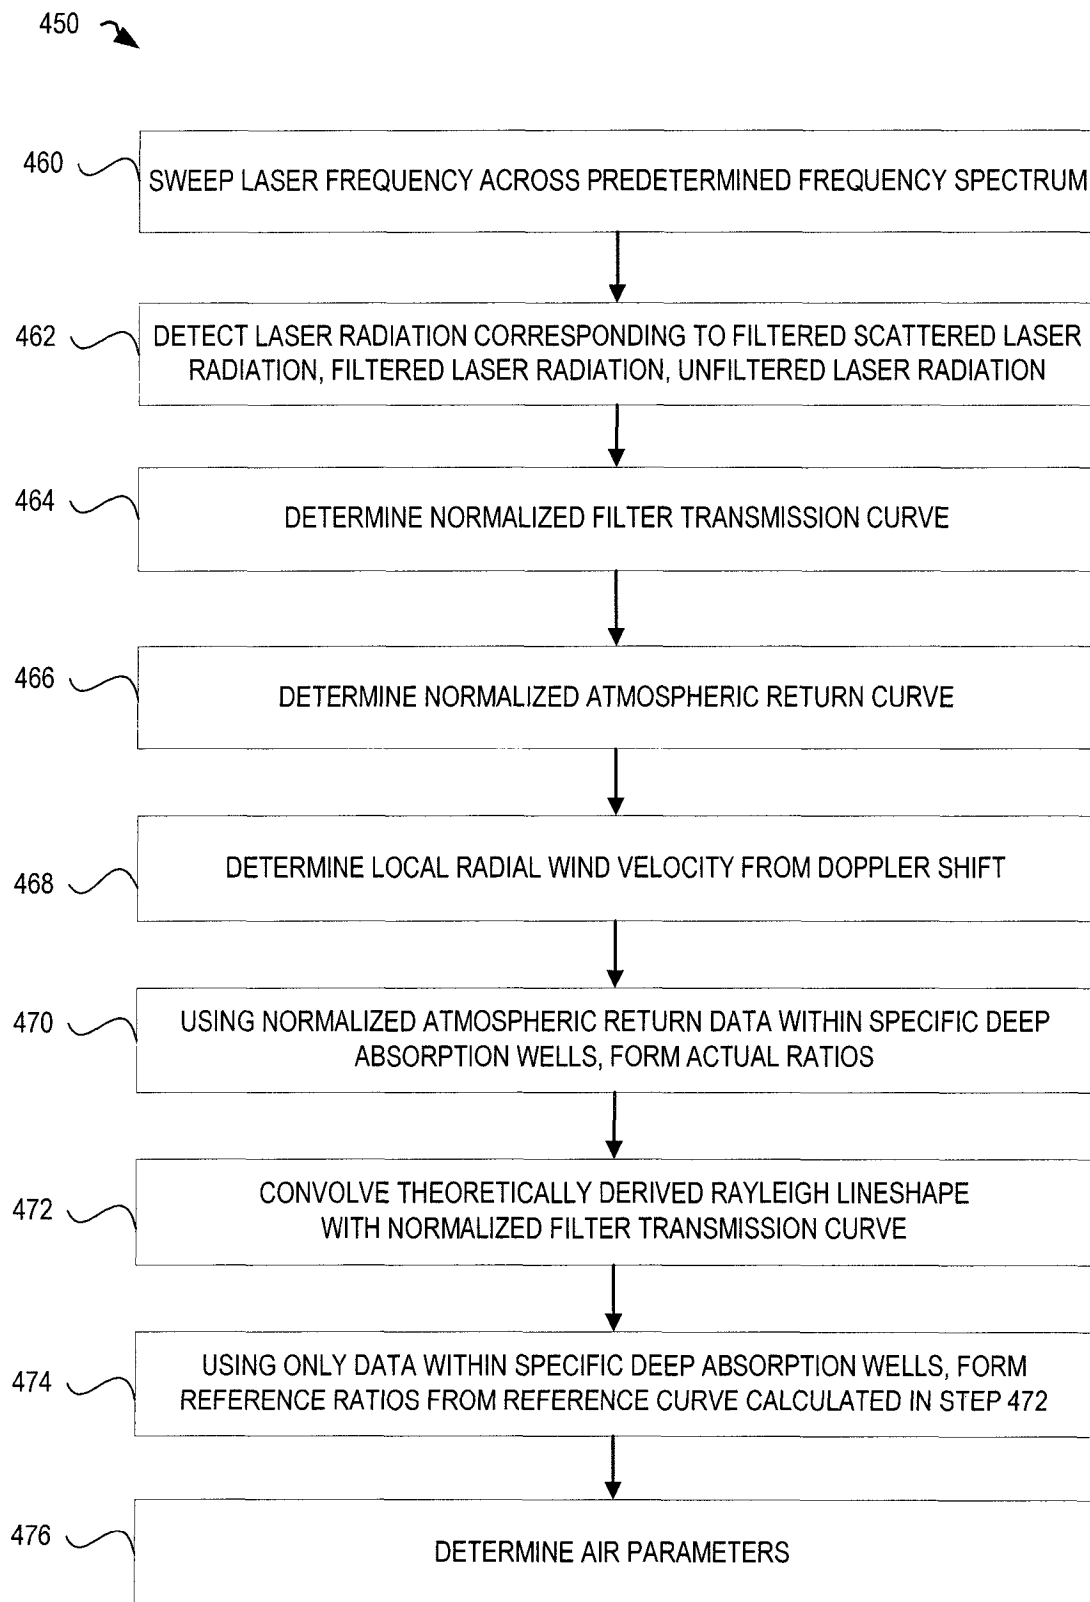 450
460
SWEEP LASER FREQUENCY ACROSS PREDETERMINED FREQUENCY SPECTRUM
462
DETECT LASER RADIATION CORRESPONDING TO FILTERED SCATTERED LASER
RADIATION, FILTERED LASER RADIATION, UNFILTERED LASER RADIATION
464
DETERMINE NORMALIZED FILTER TRANSMISSION CURVE
466
DETERMINE NORMALIZED ATMOSPHERIC RETURN CURVE
468
DETERMINE LOCAL RADIAL WIND VELOCITY FROM DOPPLER SHIFT
470
USING NORMALIZED ATMOSPHERIC RETURN DATA WITHIN SPECIFIC DEEP
ABSORPTION WELLS, FORM ACTUAL RATIOS
472
CONVOLVE THEORETICALLY DERIVED RAYLEIGH LINESHAPE
WITH NORMALIZED FILTER TRANSMISSION CURVE
474
USING ONLY DATA WITHIN SPECIFIC DEEP ABSORPTION WELLS, FORM
REFERENCE RATIOS FROM REFERENCE CURVE CALCULATED IN STEP 472
476
DETERMINE AIR PARAMETERS